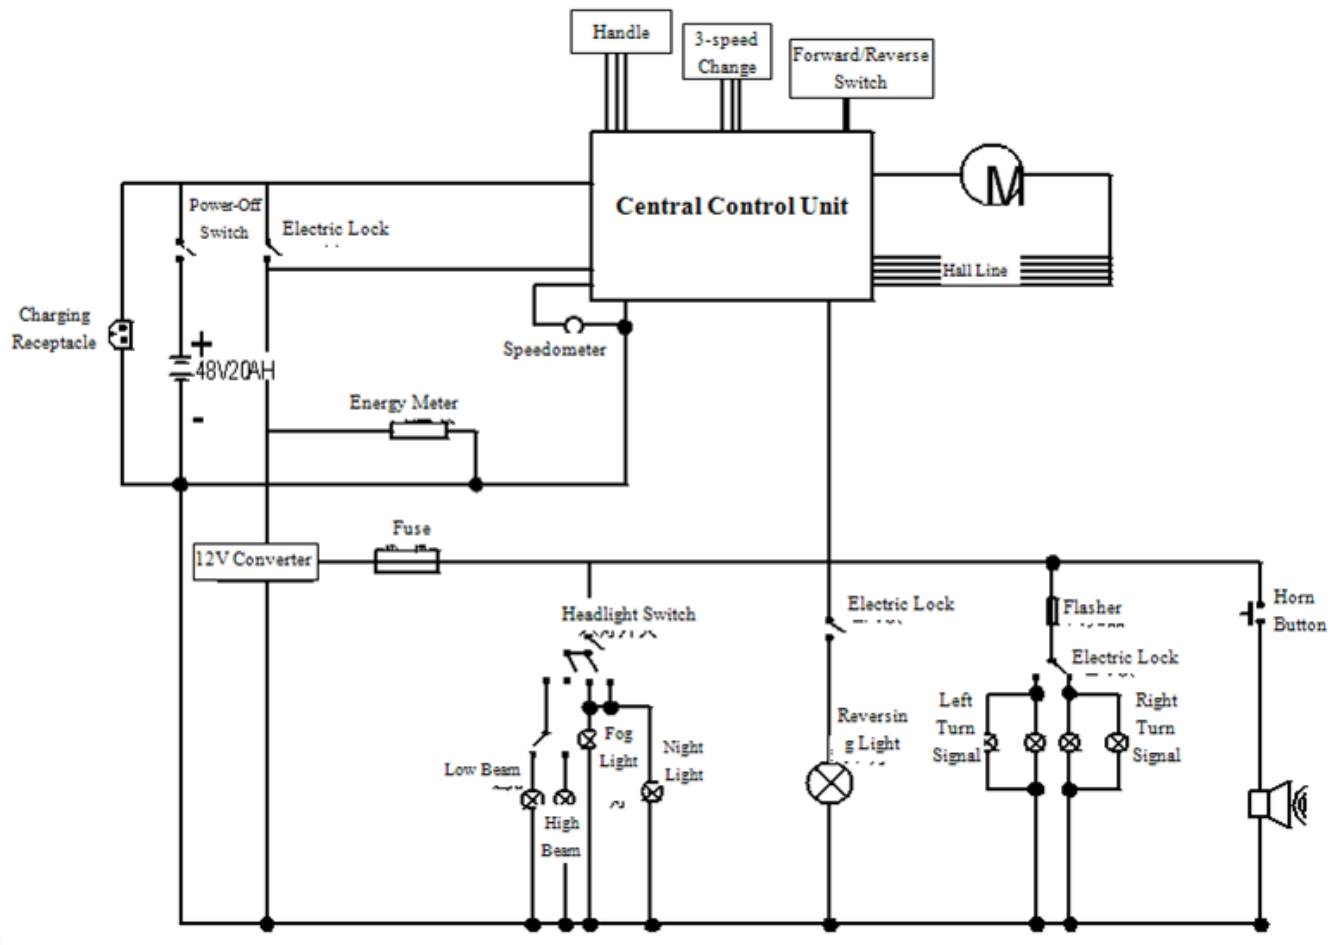 Handle
3-speed
Change
Forward/Reverse
Switch
Central Control Unit
M
Power-Off
Switch
Electric Lock
Hall Line
Charging
Receptacle
+
48V20AH
-
Speedometer
Energy Meter
Fuse
12V Converter
Headlight Switch
Electric Lock
Flasher
Horn
Button
Electric Lock
Left
Turn
Signal
Right
Turn
Signal
Reversin
g Light
Fog
Light
Night
Light
Low Beam
High
Beam